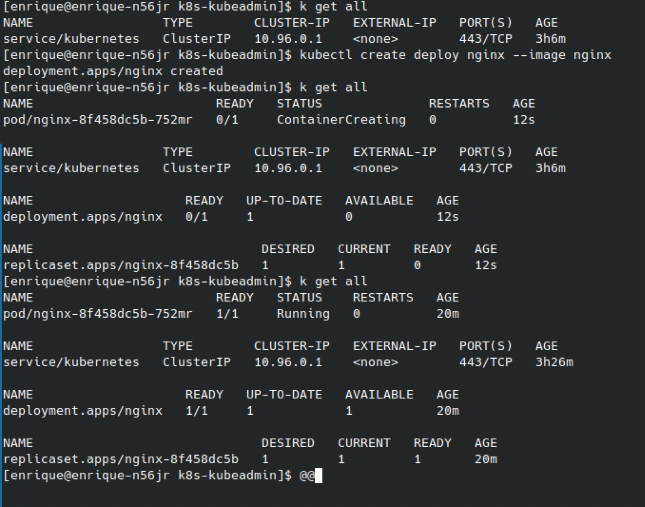 [enrique@enrique-n56jr k8s-kubeadmin]$ k get all
NAME                 TYPE        CLUSTER-IP   EXTERNAL-IP   PORT(S)   AGE
service/kubernetes   ClusterIP   10.96.0.1    <none>        443/TCP   3h6m
[enrique@enrique-n56jr k8s-kubeadmin]$ kubectl create deploy nginx --image nginx
deployment.apps/nginx created
[enrique@enrique-n56jr k8s-kubeadmin]$ k get all
NAME                        READY   STATUS              RESTARTS   AGE
pod/nginx-8f458dc5b-752mr   0/1     ContainerCreating   0          12s

NAME                 TYPE        CLUSTER-IP   EXTERNAL-IP   PORT(S)   AGE
service/kubernetes   ClusterIP   10.96.0.1    <none>        443/TCP   3h6m

NAME                    READY   UP-TO-DATE   AVAILABLE   AGE
deployment.apps/nginx   0/1     1            0           12s

NAME                              DESIRED   CURRENT   READY   AGE
replicaset.apps/nginx-8f458dc5b   1         1         0       12s
[enrique@enrique-n56jr k8s-kubeadmin]$ k get all
NAME                        READY   STATUS    RESTARTS   AGE
pod/nginx-8f458dc5b-752mr   1/1     Running   0          20m

NAME                 TYPE        CLUSTER-IP   EXTERNAL-IP   PORT(S)   AGE
service/kubernetes   ClusterIP   10.96.0.1    <none>        443/TCP   3h26m

NAME                    READY   UP-TO-DATE   AVAILABLE   AGE
deployment.apps/nginx   1/1     1            1           20m

NAME                              DESIRED   CURRENT   READY   AGE
replicaset.apps/nginx-8f458dc5b   1         1         1       20m
[enrique@enrique-n56jr k8s-kubeadmin]$ @@